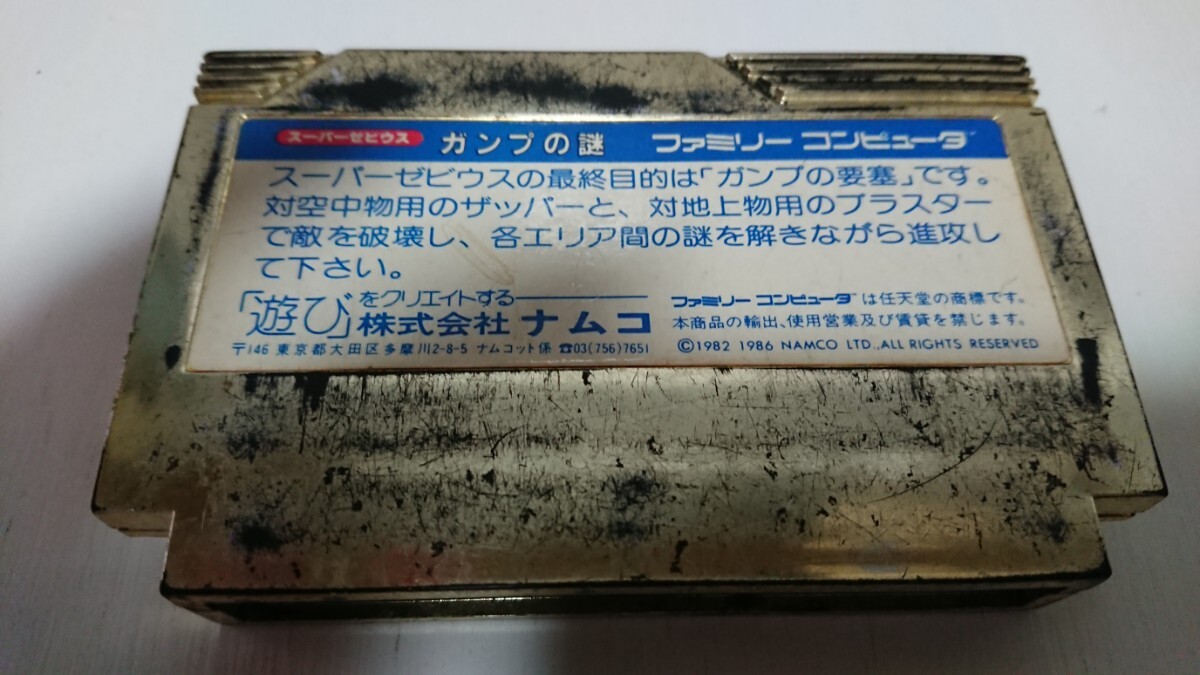 スーパーゼビウス ガンプの謎 ファミリー コンピュータ™
スーパーゼビウスの最終目的は「ガンプの要塞」です。
対空中物用のザッパーと、対地上物用のブラスター
で敵を破壊し、各エリア間の謎を解きながら進攻し
て下さい。
「遊び」をクリエイトする
株式会社 ナムコ
〒146 東京都大田区多摩川2-8-5 ナムコット係 ☎03(756)7651
ファミリー コンピュータ™ は任天堂の商標です。
本商品の輸出、使用営業及び賃貸を禁じます。
©1982 1986 NAMCO LTD.,ALL RIGHTS RESERVED